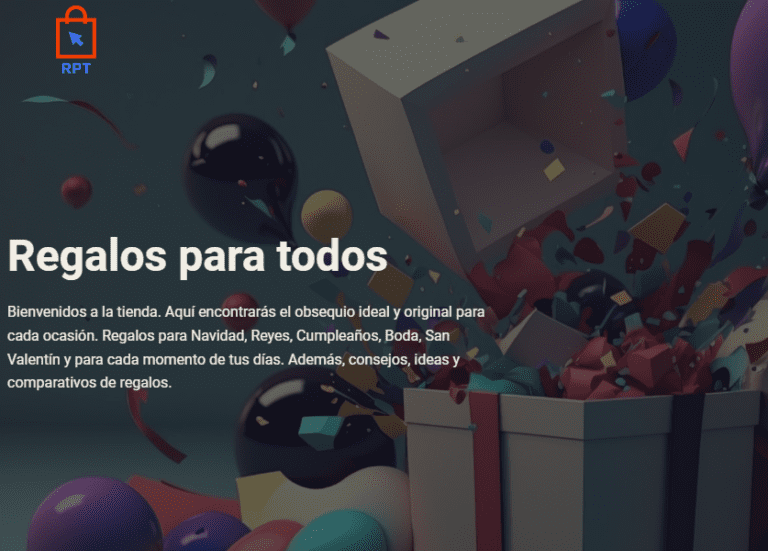 RPT
Regalos para todos
Bienvenidos a la tienda. Aquí encontrarás el obsequio ideal y original para
cada ocasión. Regalos para Navidad, Reyes, Cumpleaños, Boda, San
Valentín y para cada momento de tus días. Además, consejos, ideas y
comparativos de regalos.